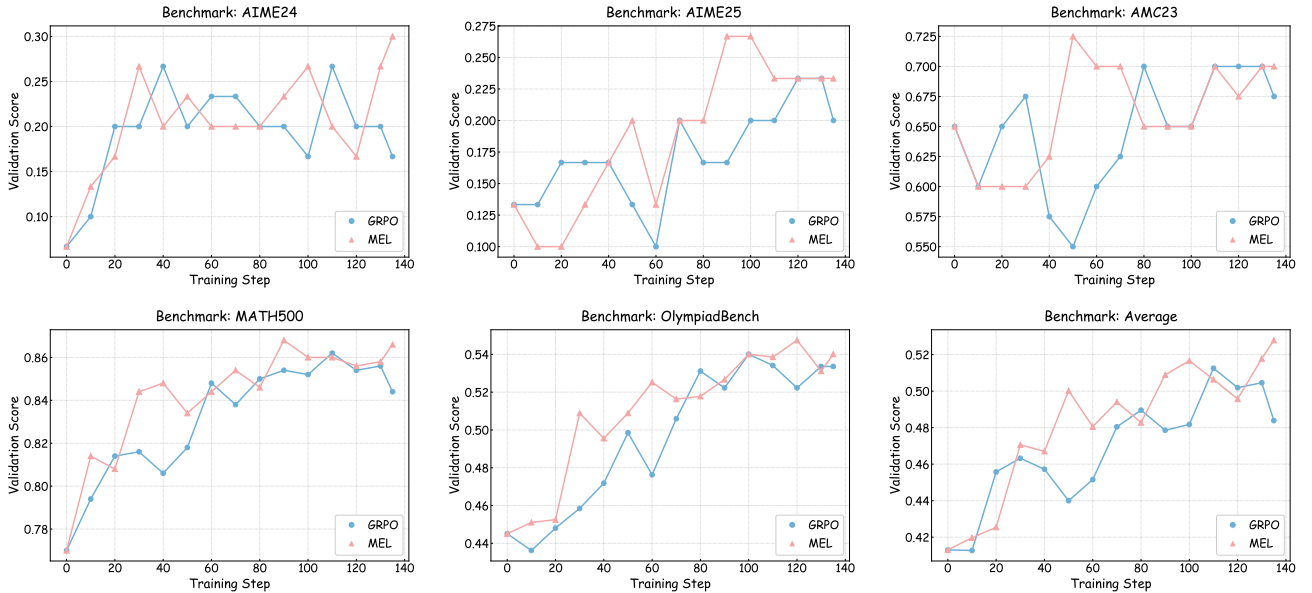 Benchmark: AIME24
Validation Score
0.30
0.25
0.20
0.15
0.10
0 20 40 60 80 100 120 140
Training Step
GRPO
MEL
Benchmark: AIME25
Validation Score
0.275
0.250
0.225
0.200
0.175
0.150
0.125
0.100
0 20 40 60 80 100 120 140
Training Step
GRPO
MEL
Benchmark: AMC23
Validation Score
0.725
0.700
0.675
0.650
0.625
0.600
0.575
0.550
0 20 40 60 80 100 120 140
Training Step
GRPO
MEL
Benchmark: MATH500
Validation Score
0.86
0.84
0.82
0.80
0.78
0 20 40 60 80 100 120 140
Training Step
GRPO
MEL
Benchmark: OlympiadBench
Validation Score
0.54
0.52
0.50
0.48
0.46
0.44
0 20 40 60 80 100 120 140
Training Step
GRPO
MEL
Benchmark: Average
Validation Score
0.52
0.50
0.48
0.46
0.44
0.42
0 20 40 60 80 100 120 140
Training Step
GRPO
MEL